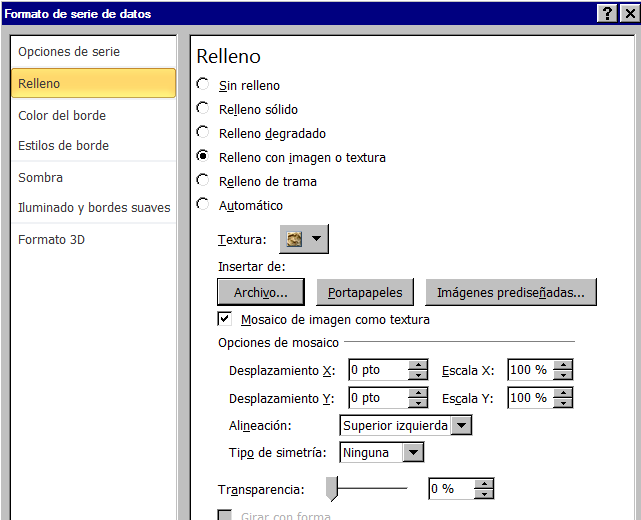 Formato de serie de datos
Opciones de serie
Relleno
Color del borde
Estilos de borde
Sombra
Iluminado y bordes suaves
Formato 3D
Relleno
Sin relleno
Relleno sólido
Relleno degradado
Relleno con imagen o textura
Relleno de trama
Automático
Textura:
Insertar de:
Archivo... Portapapeles Imágenes prediseñadas...
Mosaico de imagen como textura
Opciones de mosaico
Desplazamiento X: 0 pto Escala X: 100 %
Desplazamiento Y: 0 pto Escala Y: 100 %
Alineación: Superior izquierda
Tipo de simetría: Ninguna
Transparencia: 0 %
Girar con forma